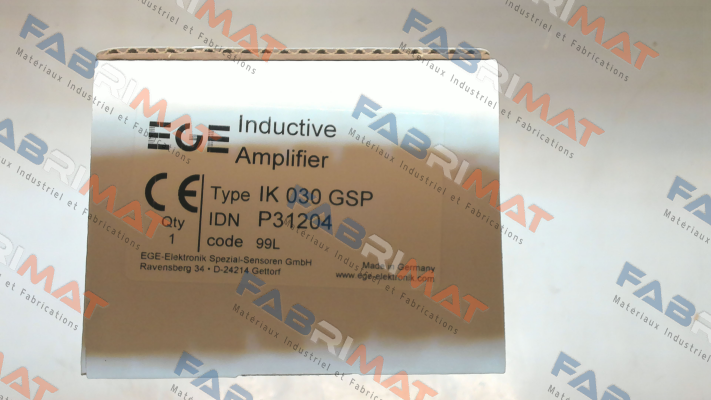 EGE Inductive
Amplifier
CE Type IK 030 GSP
Qty IDN P31204
1 code 99L
EGE-Elektronik Spezial-Sensoren GmbH
Ravensberg 34 • D-24214 Gettorf
Made in Germany
www.ege-elektronik.com
FABRIMAT
Matériaux Industriel et Fabrications